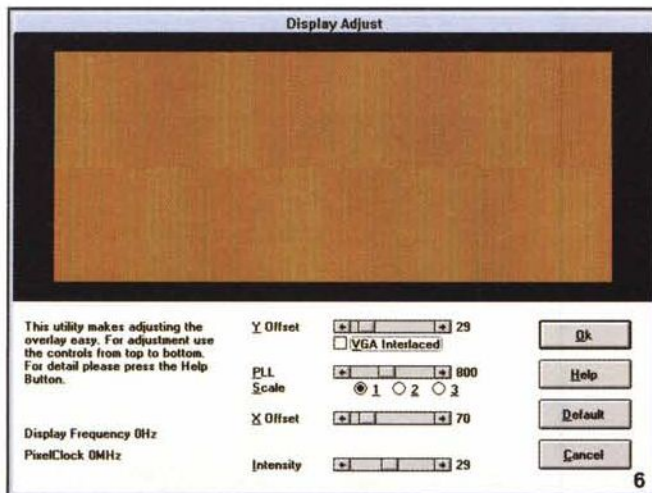 Display Adjust
This utility makes adjusting the
overlay easy. For adjustment use
the controls from top to bottom.
For detail please press the Help
Button.
Display Frequency 0Hz
PixelClock 0MHz
Y Offset 29
VGA Interlaced
PLL 800
Scale 1 2 3
X Offset 70
Intensity 29
Ok
Help
Default
Cancel
6